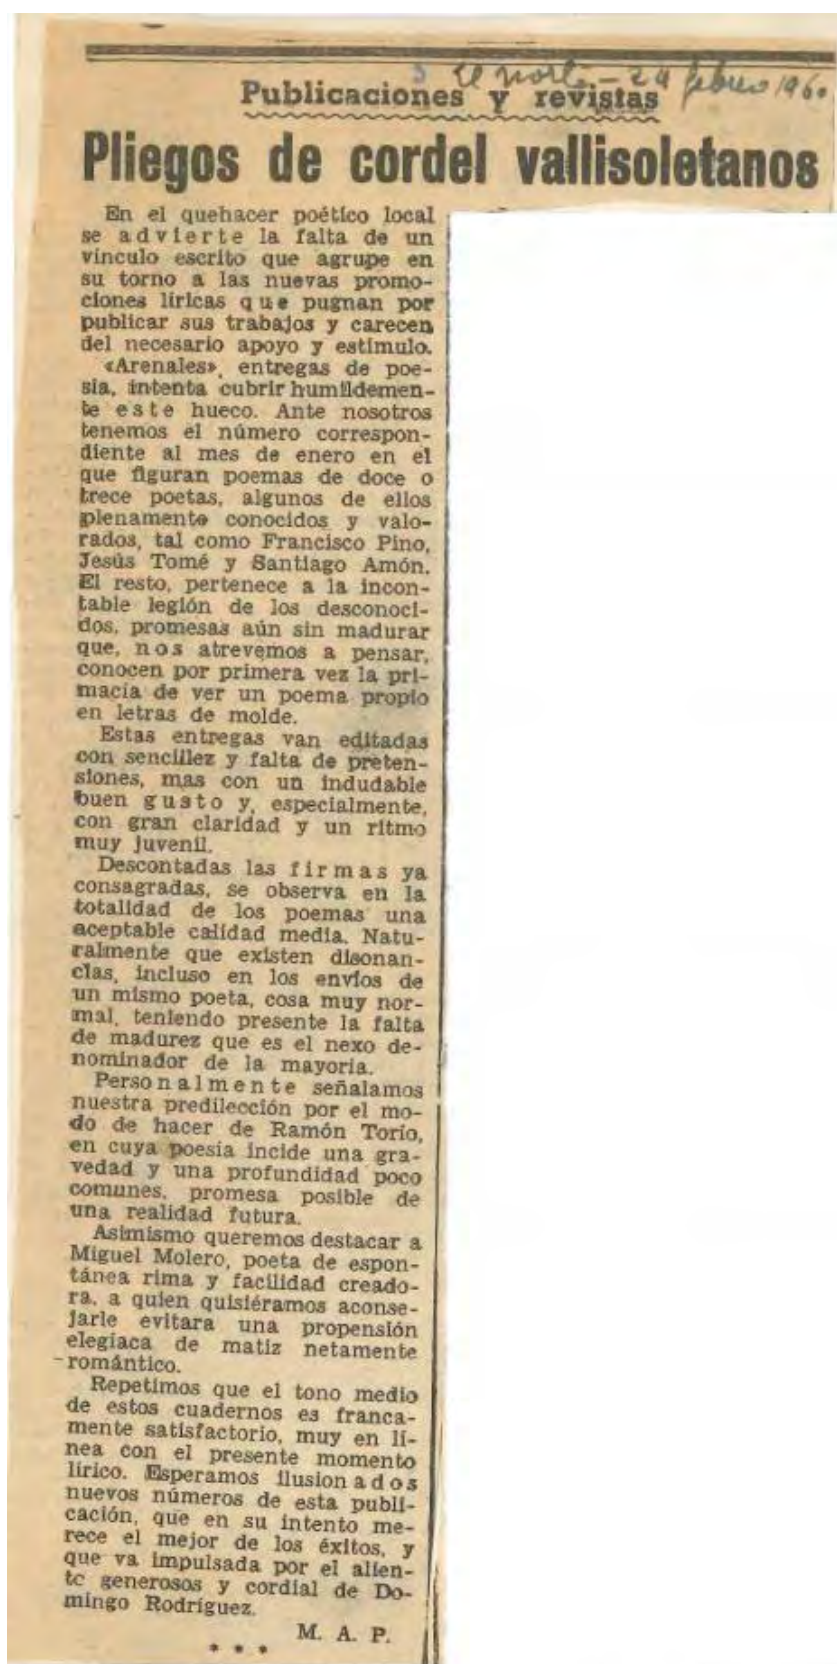 El Norte - 24 febrero 1960
Publicaciones y revistas
Pliegos de cordel vallisoletanos
En el quehacer poético local
se advierte la falta de un
vínculo escrito que agrupe en
su torno a las nuevas promo-
ciones líricas que pugnan por
publicar sus trabajos y carecen
del necesario apoyo y estímulo.
«Arenales», entregas de poe-
sía, intenta cubrir humildemen-
te este hueco. Ante nosotros
tenemos el número correspon-
diente al mes de enero en el
que figuran poemas de doce o
trece poetas, algunos de ellos
plenamente conocidos y valo-
rados, tal como Francisco Pino,
Jesús Tomé y Santiago Amón.
El resto, pertenece a la incon-
table legión de los desconoci-
dos, promesas aún sin madurar
que, nos atrevemos a pensar,
conocen por primera vez la pri-
macía de ver un poema propio
en letras de molde.
Estas entregas van editadas
con sencillez y falta de preten-
siones, mas con un indudable
buen gusto y, especialmente,
con gran claridad y un ritmo
muy juvenil.
Descontadas las firmas ya
consagradas, se observa en la
totalidad de los poemas una
aceptable calidad media. Natu-
ralmente que existen disonan-
cias, incluso en los envíos de
un mismo poeta, cosa muy nor-
mal, teniendo presente la falta
de madurez que es el nexo de-
nominador de la mayoría.
Personalmente señalamos
nuestra predilección por el mo-
do de hacer de Ramón Torío,
en cuya poesía incide una gra-
vedad y una profundidad poco
comunes, promesa posible de
una realidad futura.
Asimismo queremos destacar a
Miguel Molero, poeta de espon-
tánea rima y facilidad creado-
ra, a quien quisiéramos aconse-
jarle evitara una propensión
elegiaca de matiz netamente
romántico.
Repetimos que el tono medio
de estos cuadernos es franca-
mente satisfactorio, muy en lí-
nea con el presente momento
lírico. Esperamos ilusionados
nuevos números de esta publi-
cación, que en su intento me-
rece el mejor de los éxitos, y
que va impulsada por el alien-
te generosos y cordial de Do-
mingo Rodríguez.
M. A. P.
* * *